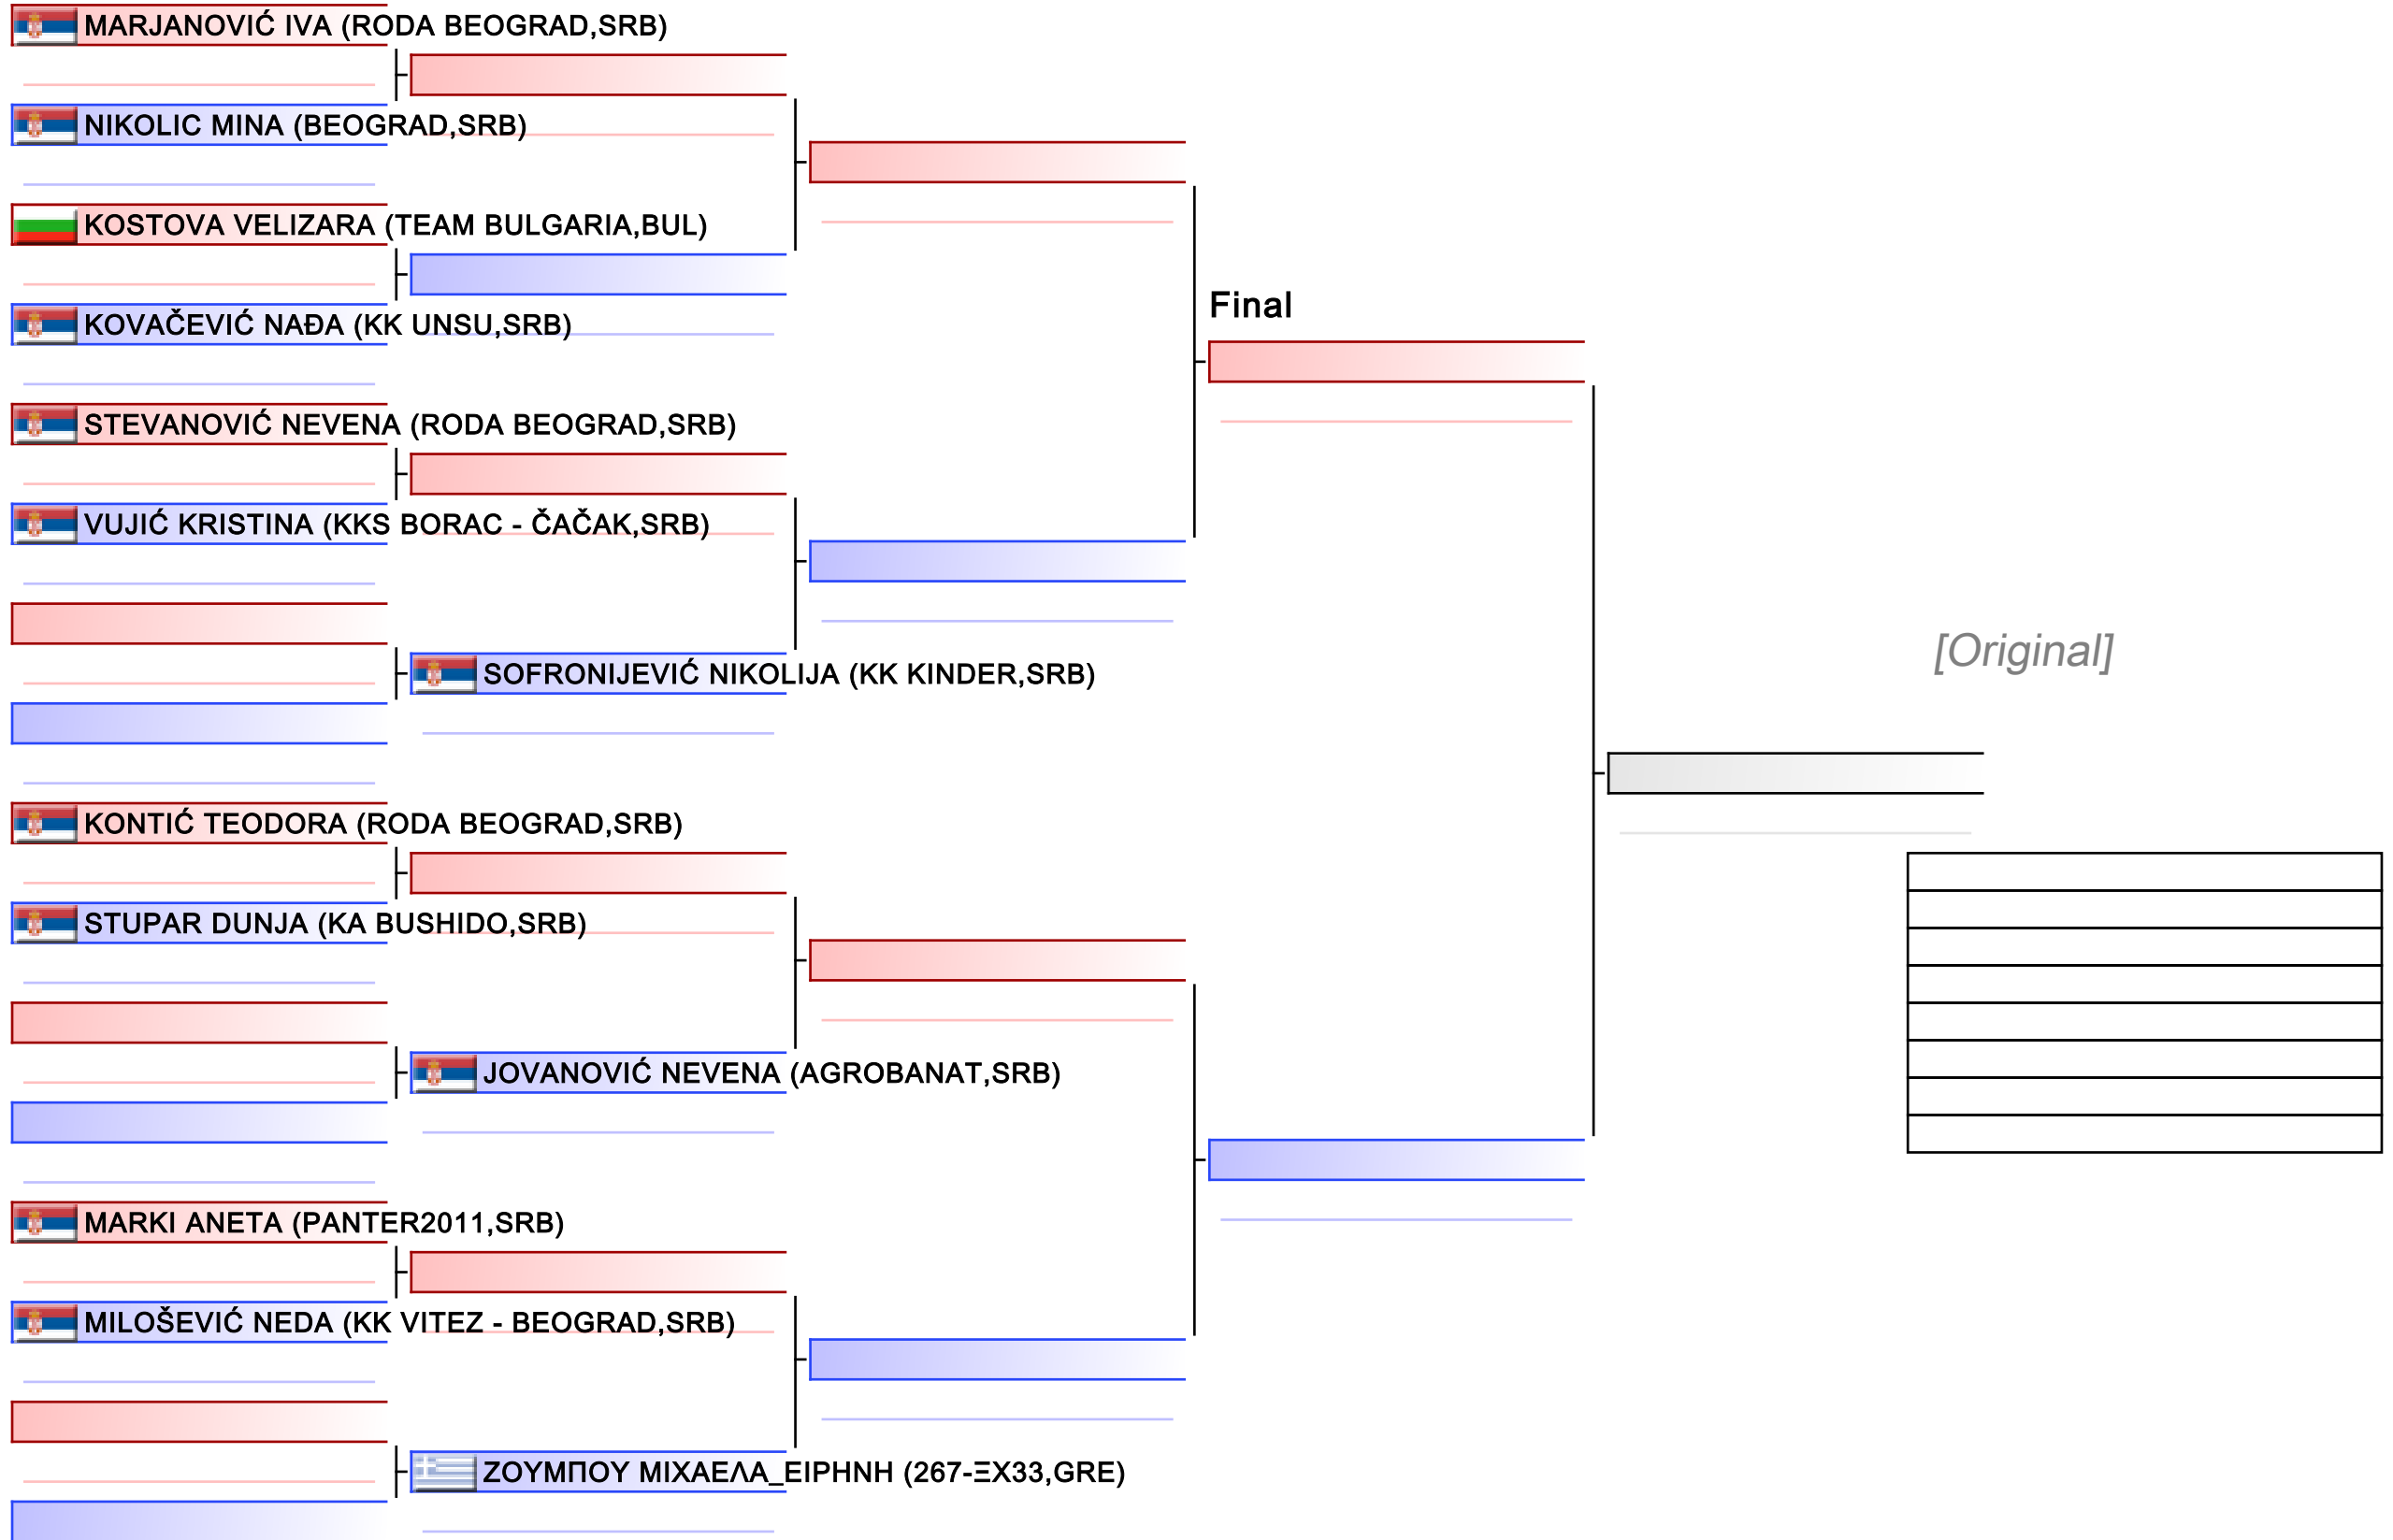 MARJANOVIĆ IVA (RODA BEOGRAD,SRB)
NIKOLIC MINA (BEOGRAD,SRB)
KOSTOVA VELIZARA (TEAM BULGARIA,BUL)
Final
KOVAČEVIĆ NAĐA (KK UNSU,SRB)
STEVANOVIĆ NEVENA (RODA BEOGRAD,SRB)
VUJIĆ KRISTINA (KKS BORAC - ČAČAK,SRB)
[Original]
SOFRONIJEVIĆ NIKOLIJA (KK KINDER,SRB)
KONTIĆ TEODORA (RODA BEOGRAD,SRB)
STUPAR DUNJA (KA BUSHIDO,SRB)
JOVANOVIĆ NEVENA (AGROBANAT,SRB)
MARKI ANETA (PANTER2011,SRB)
MILOŠEVIĆ NEDA (KK VITEZ - BEOGRAD,SRB)
ΖΟΥΜΠΟΥ ΜΙΧΑΕΛΑ_ΕΙΡΗΝΗ (267-ΞΧ33,GRE)